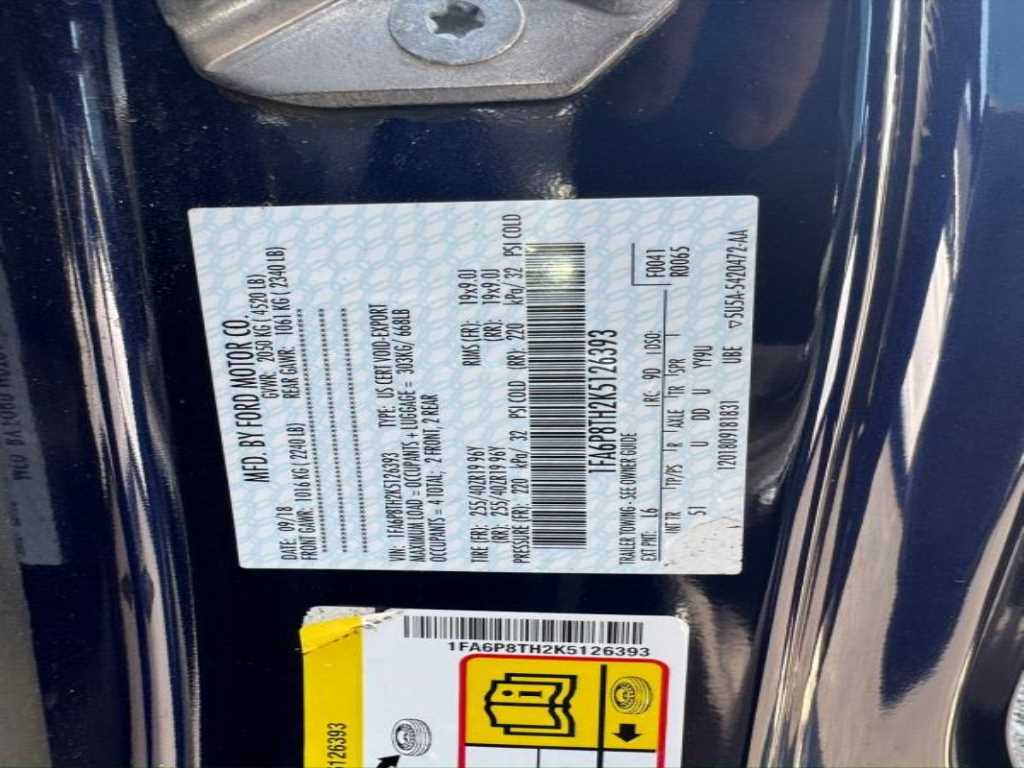 MFD. BY FORD MOTOR CO.
DATE: 09/18 GVWR: 2050 KG ( 4520 LB)
FRONT GAWR: 1016 KG (2240 LB) REAR GAWR: 1061 KG ( 2340 LB)
VIN: 1FA6P8TH2K5126393 TYPE: US CERT YOUD-EXPORT
MAXIMUM LOAD = OCCUPANTS + LUGGAGE = 303KG/ 668LB
OCCUPANTS = 4 TOTAL; 2 FRONT, 2 REAR
TIRE FR): 255/40ZR19 96Y RIMS (FR): 19x9.0J
(RR): 255/40ZR19 96Y (RR): 19x9.0J
PRESSURE (FR): 220 kPa/ 32 PSI COLD (RR): 220 kPa/ 32 PSI COLD
1FA6P8TH2K5126393
TRAILER TOWING - SEE OWNER GUIDE
F0041
EXT PNT: L6 RC: 90 DSO: R0065
INT TR TP/PS R AXLE TR SPR
51 U DD U YY9U
1201809181831 UBE ▽ 5U5A-5420472-AA
1FA6P8TH2K5126393
5126393